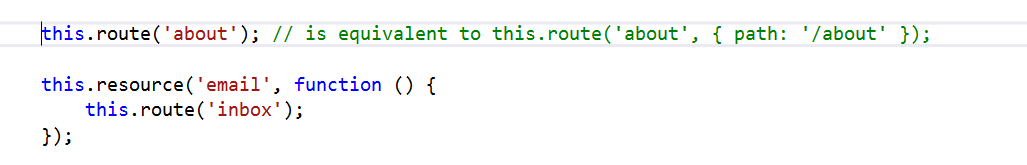 this.route('about'); // is equivalent to this.route('about', { path: '/about' });
this.resource('email', function () {
    this.route('inbox');
});